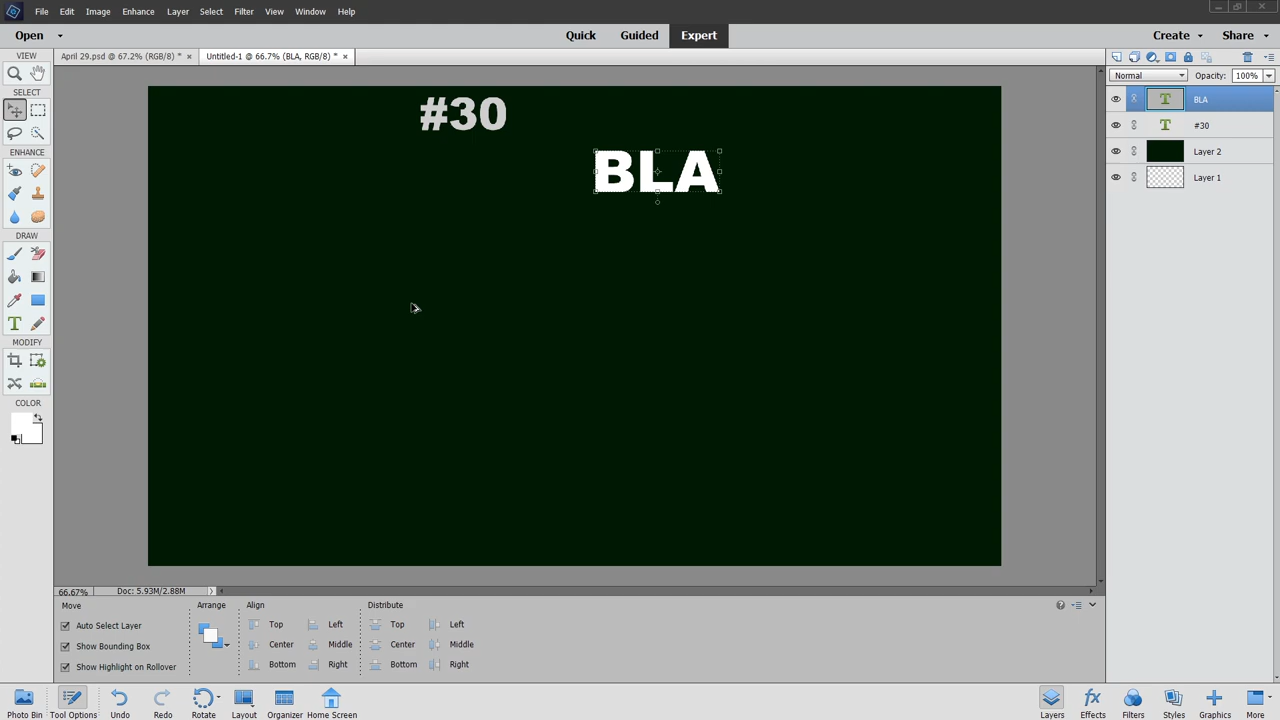 File Edit Image Enhance Layer Select Filter View Window Help
Open Quick Guided Expert Create Share
VIEW April 29.psd @ 67.2% (RGB/8) * × Untitled-1 @ 66.7% (BLA, RGB/8) * ×
Normal Opacity: 100%
SELECT
#30
BLA
BLA
#30
Layer 2
Layer 1
ENHANCE
DRAW
T
MODIFY
COLOR
66.67% Doc: 5.93M/2.88M
Move Arrange Align Distribute
Auto Select Layer Top Left Top Left
Show Bounding Box Center Middle Center Middle
Show Highlight on Rollover Bottom Right Bottom Right
Photo Bin Tool Options Undo Redo Rotate Layout Organizer Home Screen Layers Effects Filters Styles Graphics More